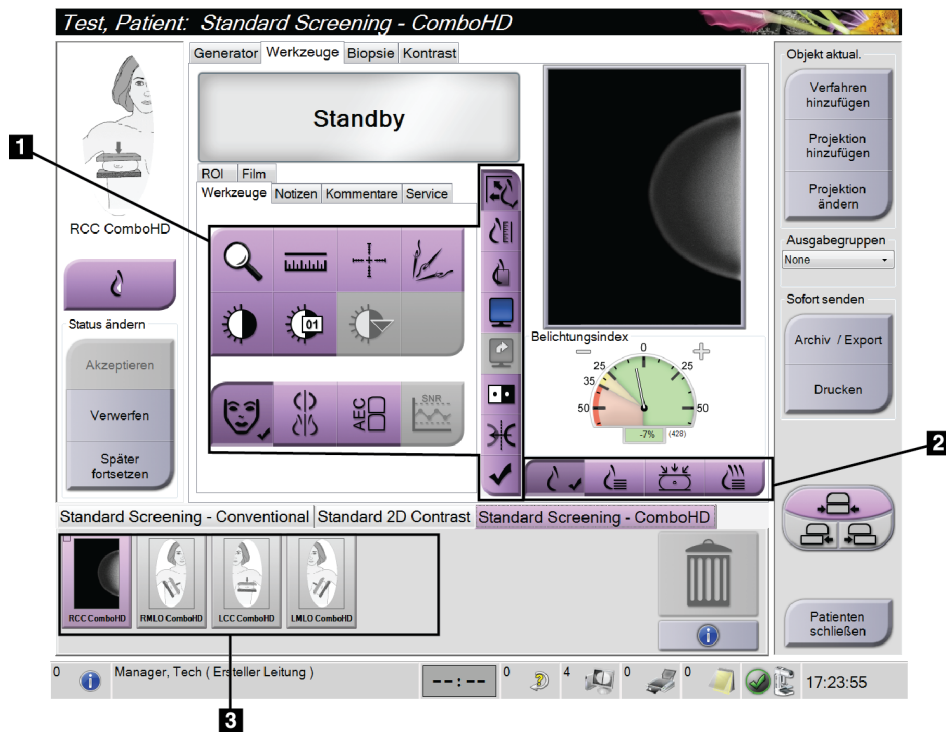 Test, Patient: Standard Screening - ComboHD
Generator Werkzeuge Biopsie Kontrast
Standby
ROI Film
Werkzeuge Notizen Kommentare Service
01
AEC
SNR
1
RCC ComboHD
Status ändern
Akzeptieren
Verwerfen
Später
fortsetzen
Belichtungsindex
0
25 25
35
50 50
-7% (428)
2
Objekt aktual.
Verfahren
hinzufügen
Projektion
hinzufügen
Projektion
ändern
Ausgabegruppen
None
Sofort senden
Archiv / Export
Drucken
Patienten
schließen
Standard Screening - Conventional Standard 2D Contrast Standard Screening - ComboHD
RCC ComboHD RMLO ComboHD LCC ComboHD LMLO ComboHD
3
0 Manager, Tech ( Ersteller Leitung ) --:-- 0 4 0 0 17:23:55